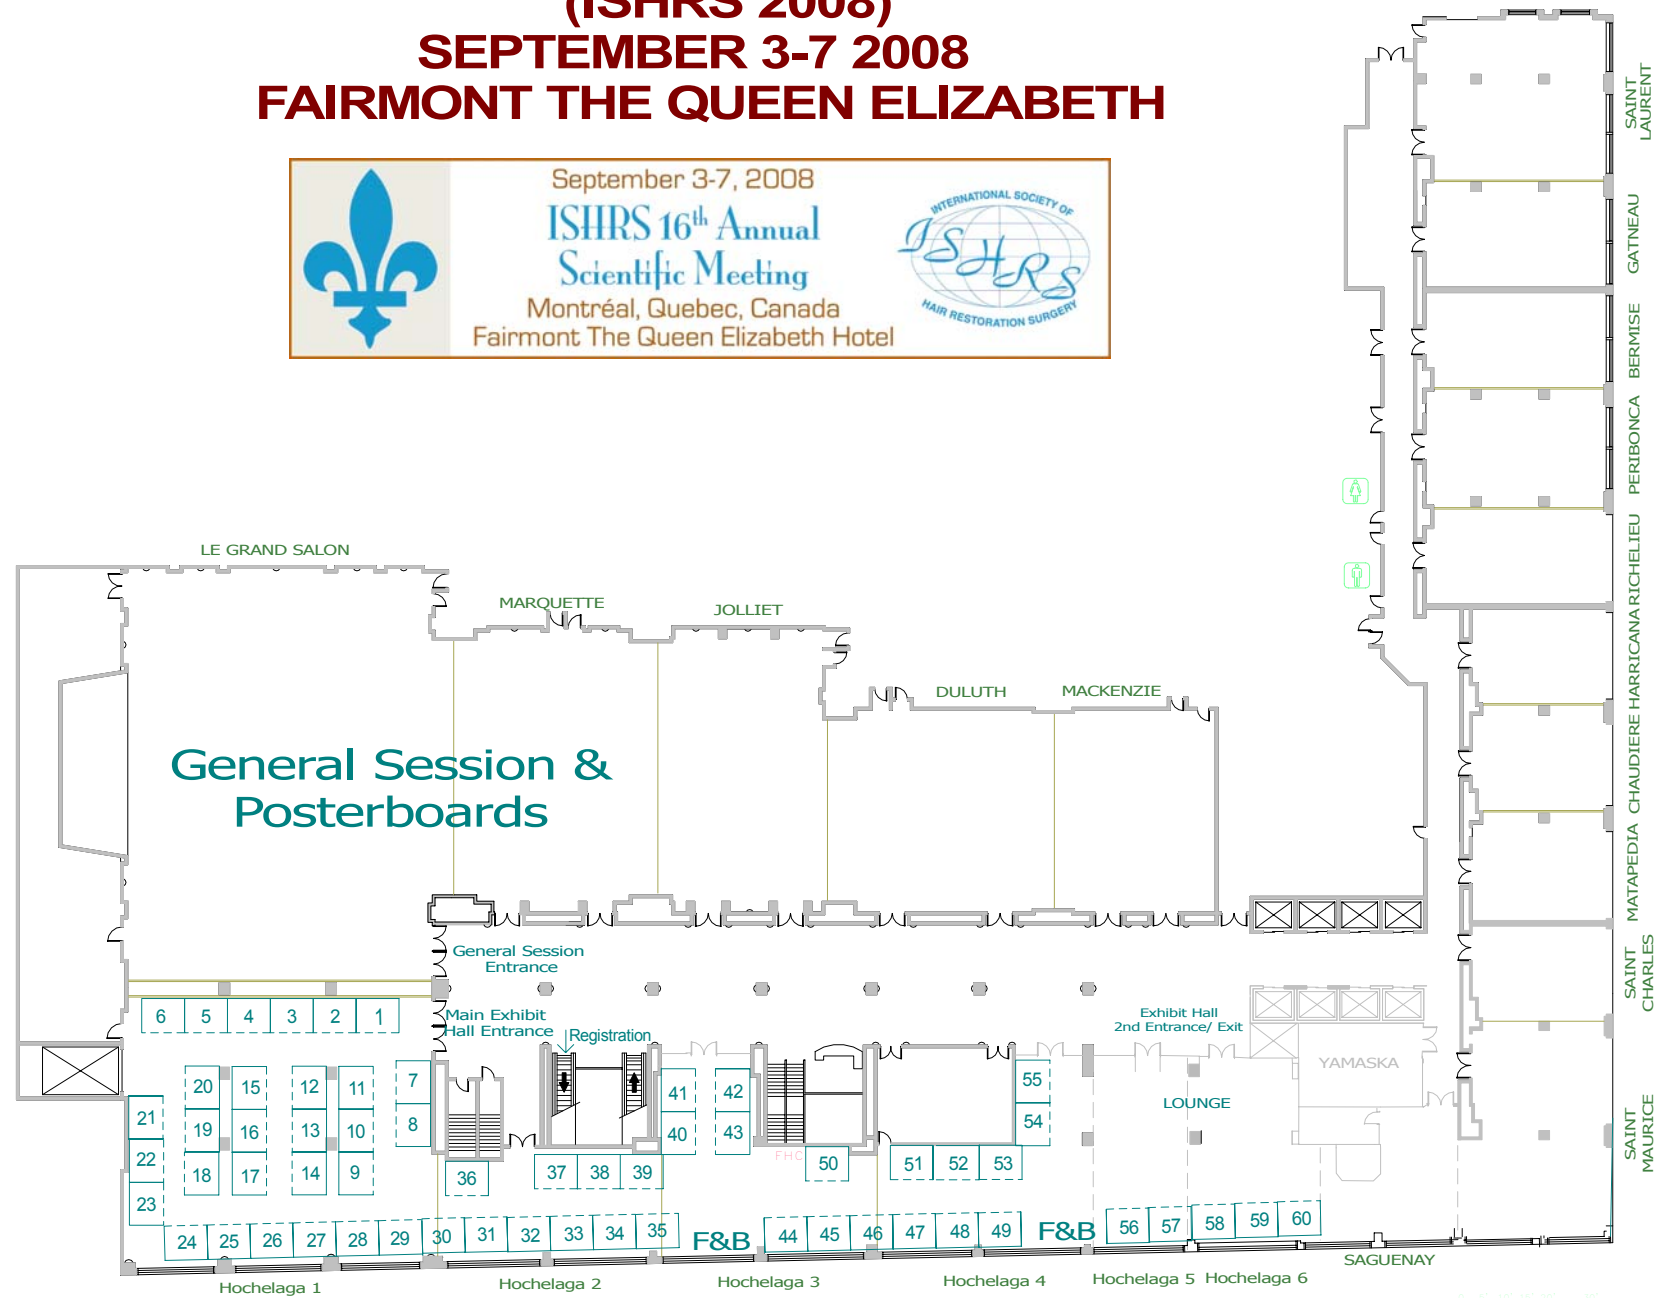 (ISHRS 2008)
SEPTEMBER 3-7 2008
FAIRMONT THE QUEEN ELIZABETH
September 3-7, 2008
ISHRS 16th Annual
Scientific Meeting
Montréal, Quebec, Canada
Fairmont The Queen Elizabeth Hotel
INTERNATIONAL SOCIETY OF
ISHRS
HAIR RESTORATION SURGERY
SAINT
LAURENT
GATNEAU
BERMISE
PERIBONCA
RICHELIEU
HARRICANA
CHAUDIERE
MATAPEDIA
SAINT
CHARLES
SAINT
MAURICE
LE GRAND SALON
MARQUETTE
JOLLIET
DULUTH
MACKENZIE
General Session &
Posterboards
General Session
Entrance
Main Exhibit
Hall Entrance
Registration
Exhibit Hall
2nd Entrance/ Exit
YAMASKA
LOUNGE
FHC
6 5 4 3 2 1
7
8
20 15 12 11
19 16 13 10
18 17 14 9
21
22
23
41 42
40 43
55
54
36
37 38 39
50
51 52 53
24 25 26 27 28 29 30 31 32 33 34 35
F&B
44 45 46 47 48 49
F&B
56 57 58 59 60
SAGUENAY
Hochelaga 1
Hochelaga 2
Hochelaga 3
Hochelaga 4
Hochelaga 5
Hochelaga 6